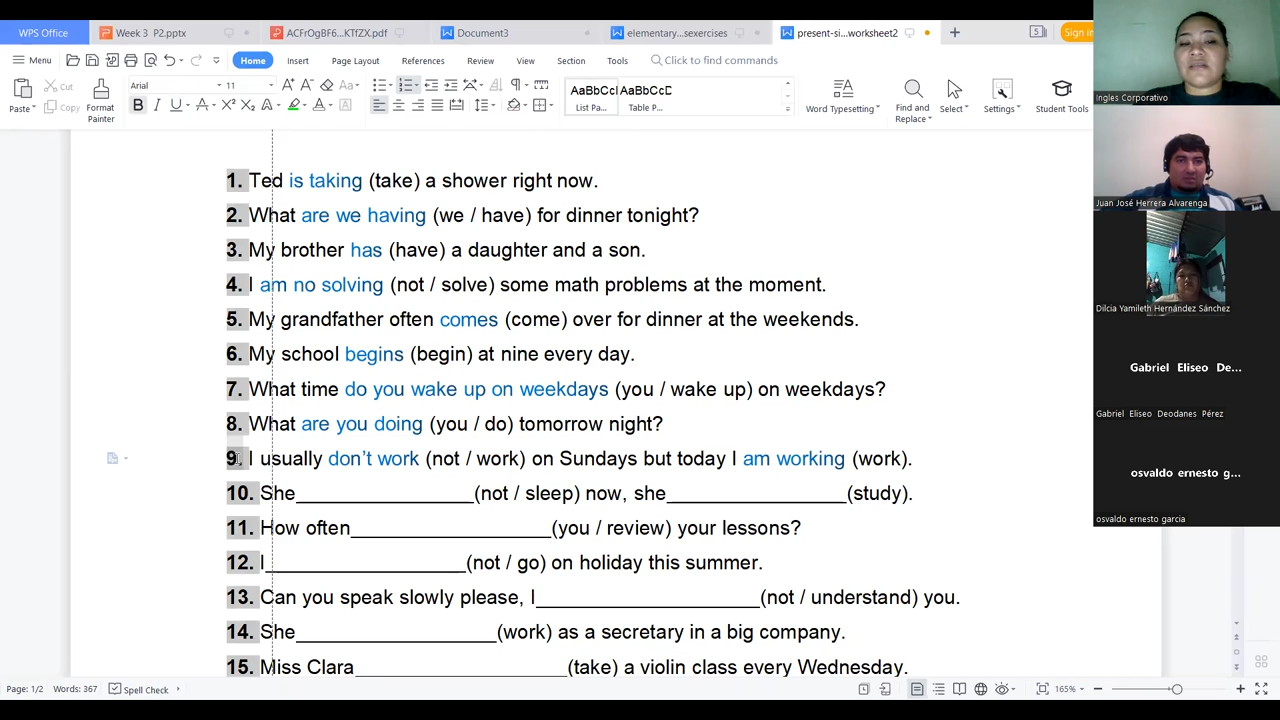 WPS Office
Week 3 P2.pptx
ACFrOgBF6...KTfZX.pdf
Document3
elementary...sexercises
present-si...worksheet2
Sign in
Menu
Home
Insert
Page Layout
References
Review
View
Section
Tools
Click to find commands
Paste
Cut
Copy
Format Painter
Arial
11
AaBbCcl
List Pa...
AaBbCcD
Table P...
Word Typesetting
Find and Replace
Select
Settings
Student Tools
1. Ted is taking (take) a shower right now.
2. What are we having (we / have) for dinner tonight?
3. My brother has (have) a daughter and a son.
4. I am no solving (not / solve) some math problems at the moment.
5. My grandfather often comes (come) over for dinner at the weekends.
6. My school begins (begin) at nine every day.
7. What time do you wake up on weekdays (you / wake up) on weekdays?
8. What are you doing (you / do) tomorrow night?
9. I usually don’t work (not / work) on Sundays but today I am working (work).
10. She________________(not / sleep) now, she________________(study).
11. How often__________________(you / review) your lessons?
12. I__________________(not / go) on holiday this summer.
13. Can you speak slowly please, I____________________(not / understand) you.
14. She__________________(work) as a secretary in a big company.
15. Miss Clara___________________(take) a violin class every Wednesday.
Page: 1/2
Words: 367
Spell Check
165%
Ingles Corporativo
Juan José Herrera Alvarenga
Dilcia Yamileth Hernández Sánchez
Gabriel Eliseo De...
Gabriel Eliseo Deodanes Pérez
osvaldo ernesto g...
osvaldo ernesto garcia